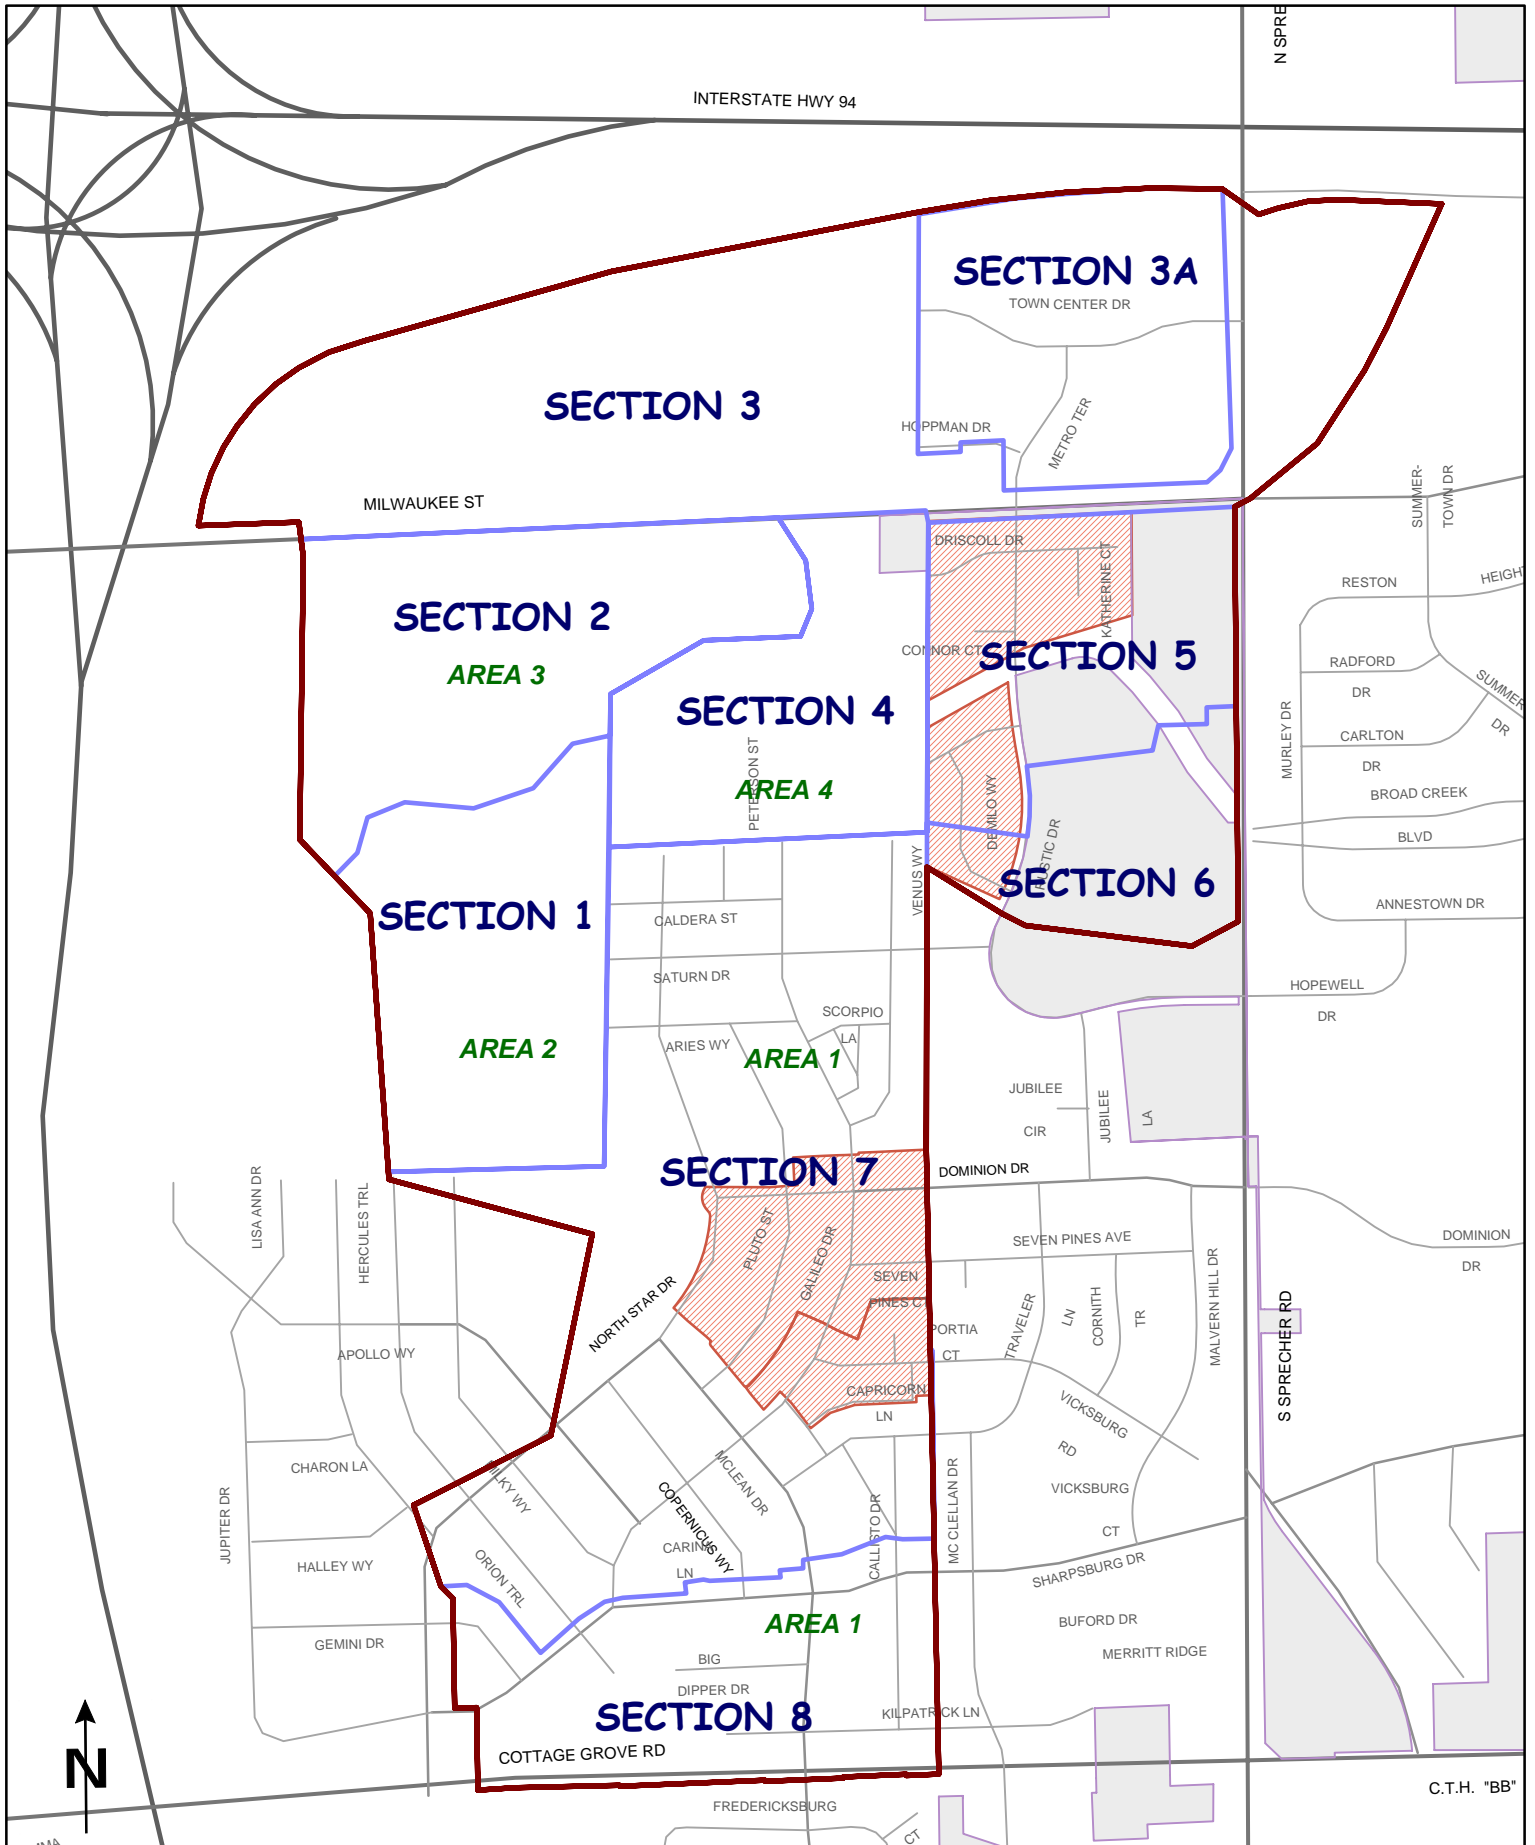 N SPRE
INTERSTATE HWY 94
SECTION 3A
TOWN CENTER DR
SECTION 3
HOPPMAN DR
METRO TER
MILWAUKEE ST
SUMMER-
TOWN DR
DRISCOLL DR
KATHERINE CT
RESTON
HEIGHT
SECTION 2
CONNOR CT
SECTION 5
RADFORD
DR
AREA 3
SUMMER
DR
SECTION 4
MURLEY DR
CARLTON
DR
PETERSON ST
AREA 4
DEMILO WY
BROAD CREEK
BLVD
RUSTIC DR
VENUS WY
SECTION 6
SECTION 1
CALDERA ST
ANNESTOWN DR
SATURN DR
HOPEWELL
DR
SCORPIO
LA
ARIES WY
AREA 2
AREA 1
JUBILEE
CIR
JUBILEE
LA
SECTION 7
DOMINION DR
LISA ANN DR
HERCULES TRL
PLUTO ST
GALILEO DR
SEVEN PINES AVE
DOMINION
DR
SEVEN
PINES CT
NORTH STAR DR
MALVERN HILL DR
TRAVELER
LN
CORNITH
TR
S SPRECHER RD
PORTIA
CT
APOLLO WY
CAPRICORN
LN
VICKSBURG
RD
CHARON LA
MILKY WY
MCLEAN DR
COPERNICUS WY
VICKSBURG
CT
JUPITER DR
CALLISTO DR
MC CLELLAN DR
CARINA
LN
HALLEY WY
ORION TRL
SHARPSBURG DR
BUFORD DR
AREA 1
GEMINI DR
MERRITT RIDGE
BIG
DIPPER DR
SECTION 8
KILPATRICK LN
COTTAGE GROVE RD
N
C.T.H. "BB"
FREDERICKSBURG
CT